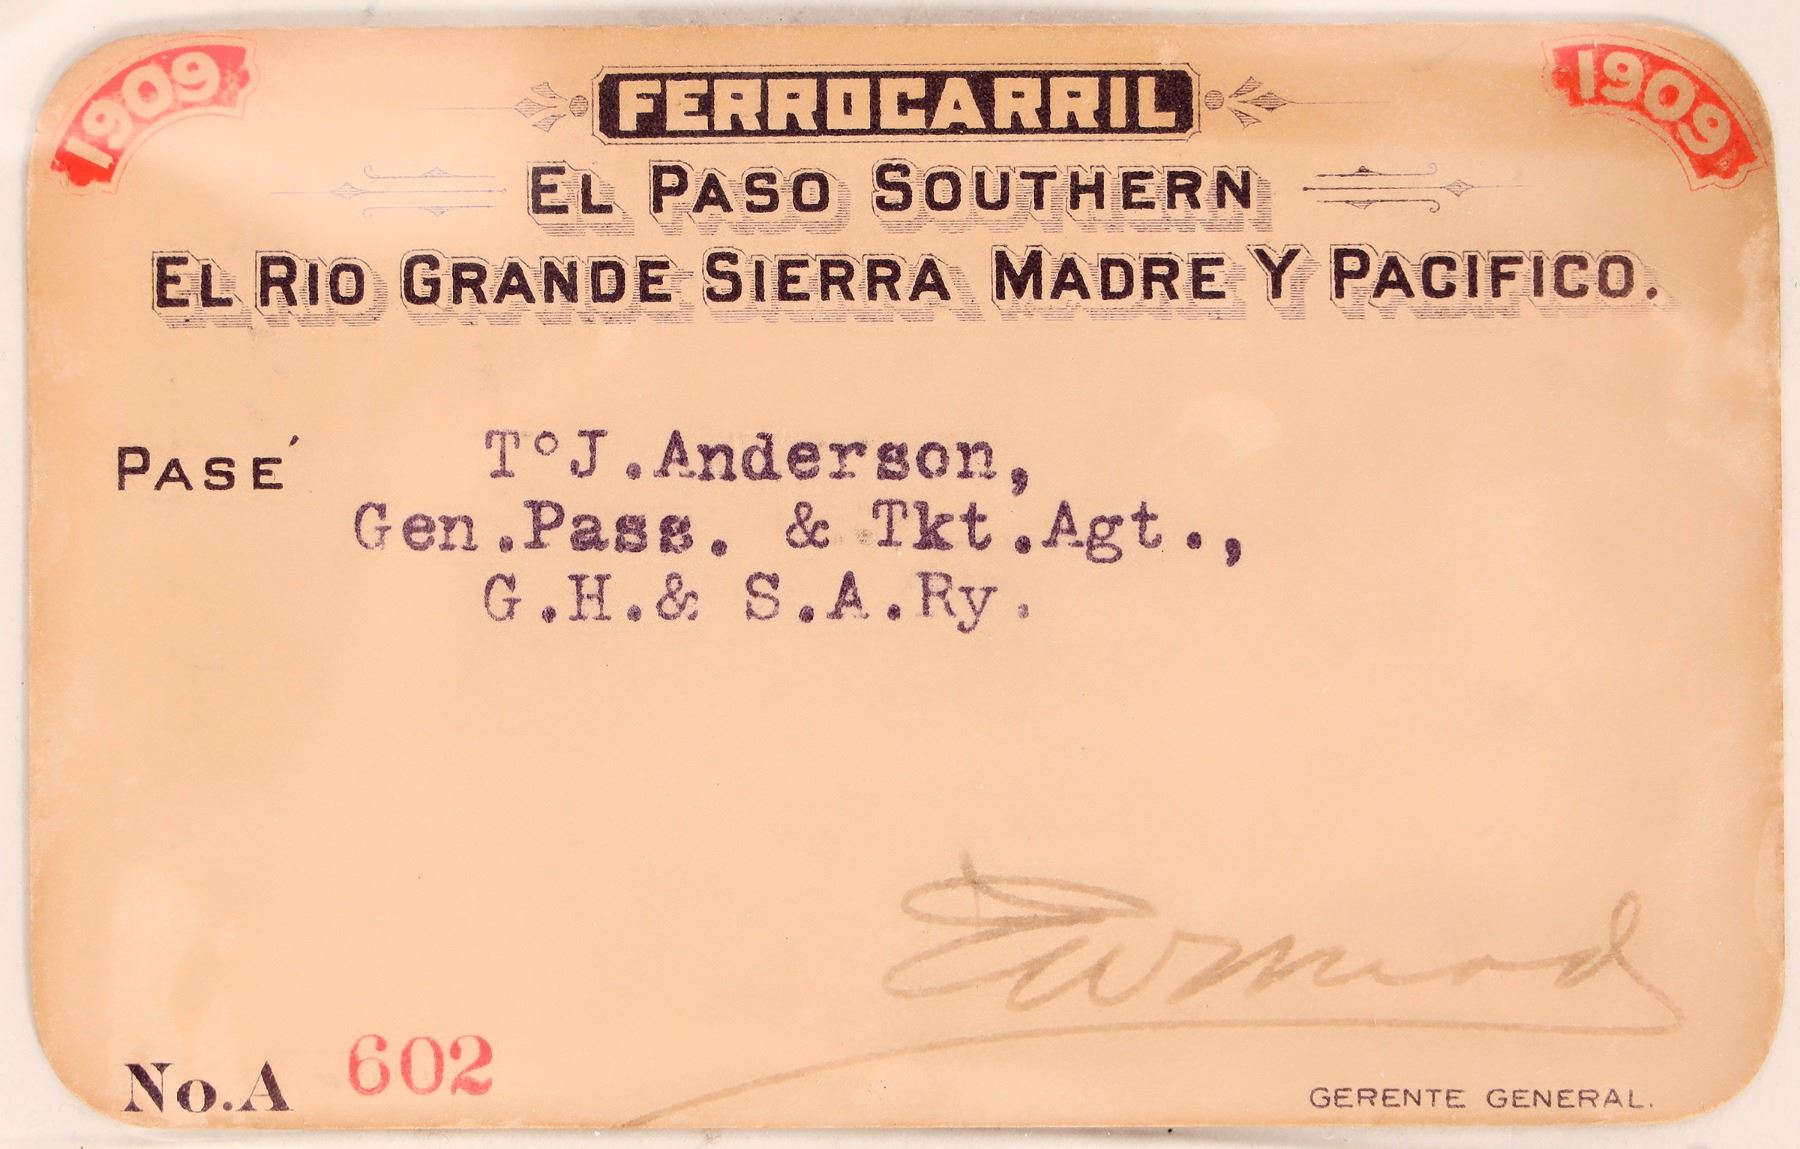 1909 1909
FERROCARRIL
EL PASO SOUTHERN
EL RIO GRANDE SIERRA MADRE Y PACIFICO.
PASE´ T°J.Anderson,
Gen.Pass. & Tkt.Agt.,
G.H.& S.A.Ry.
No.A 602
GERENTE GENERAL.